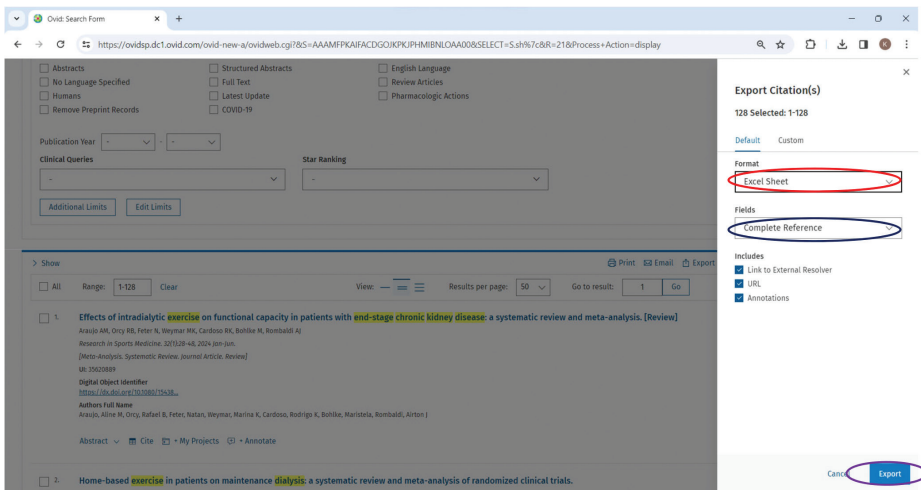 Ovid: Search Form
https://ovidsp.dc1.ovid.com/ovid-new-a/ovidweb.cgi?&S=AAAMFPKAIFACDGOJKPKJPHMIBNLOAA00&SELECT=S.sh%7c&R=21&Process+Action=display
K
Abstracts Structured Abstracts English Language
No Language Specified Full Text Review Articles
Humans Latest Update Pharmacologic Actions
Remove Preprint Records COVID-19
Publication Year - - -
Clinical Queries Star Ranking
- -
Additional Limits Edit Limits
> Show Print Email Export
All Range: 1-128 Clear View: Results per page: 50 Go to result: 1 Go
1. Effects of intradialytic exercise on functional capacity in patients with end-stage chronic kidney disease: a systematic review and meta-analysis. [Review]
Araujo AM, Orcy RB, Feter N, Weymar MK, Cardoso RK, Bohlke M, Rombaldi AJ
Research in Sports Medicine. 32(1):28-48, 2024 Jan-Jun.
[Meta-Analysis. Systematic Review. Journal Article. Review]
UI: 35620889
Digital Object Identifier
https://dx.doi.org/10.1080/15438...
Authors Full Name
Araujo, Aline M, Orcy, Rafael B, Feter, Natan, Weymar, Marina K, Cardoso, Rodrigo K, Bohlke, Maristela, Rombaldi, Airton J
Abstract Cite + My Projects + Annotate
2. Home-based exercise in patients on maintenance dialysis: a systematic review and meta-analysis of randomized clinical trials.
Export Citation(s)
128 Selected: 1-128
Default Custom
Format
Excel Sheet
Fields
Complete Reference
Includes
Link to External Resolver
URL
Annotations
Cancel Export